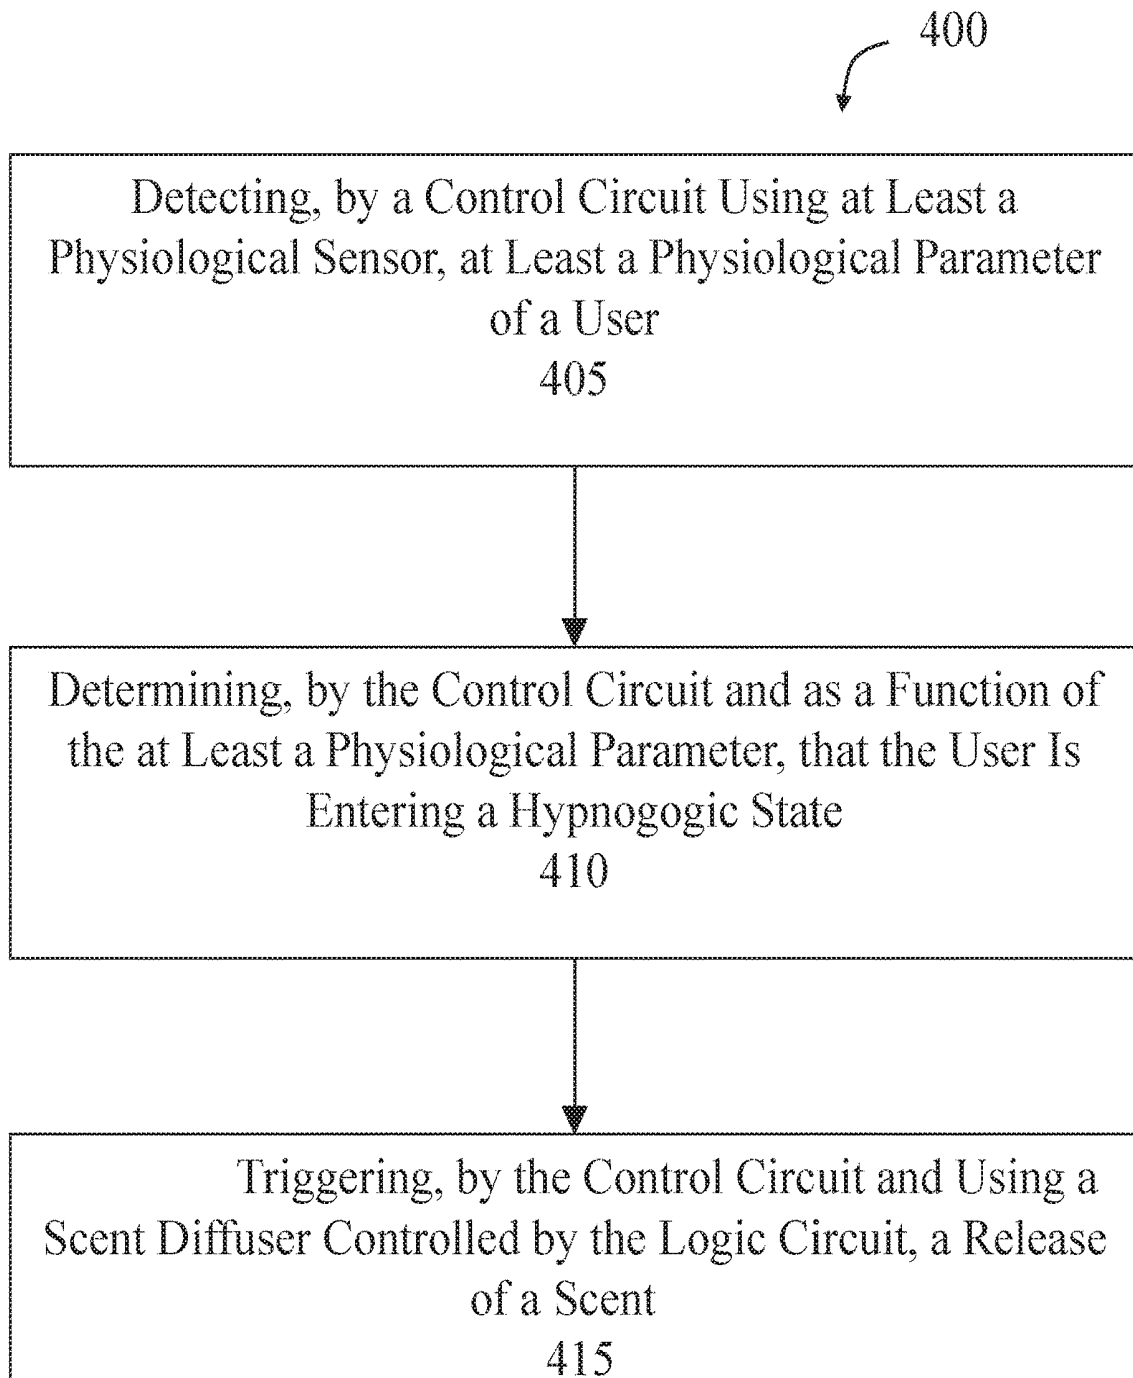 400
Detecting, by a Control Circuit Using at Least a
Physiological Sensor, at Least a Physiological Parameter
of a User
405
Determining, by the Control Circuit and as a Function of
the at Least a Physiological Parameter, that the User Is
Entering a Hypnogogic State
410
Triggering, by the Control Circuit and Using a
Scent Diffuser Controlled by the Logic Circuit, a Release
of a Scent
415